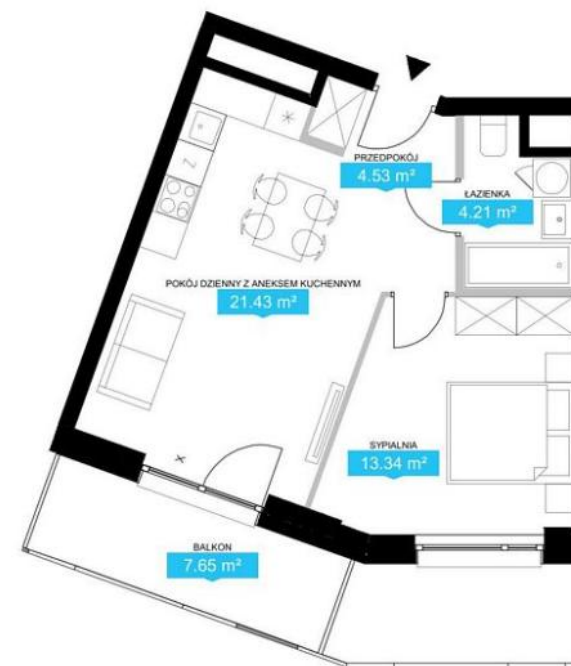 PRZEDPOKÓJ
4.53 m²
ŁAZIENKA
4.21 m²
POKÓJ DZIENNY Z ANEKSEM KUCHENNYM
21.43 m²
Z
SYPIALNIA
13.34 m²
BALKON
7.65 m²